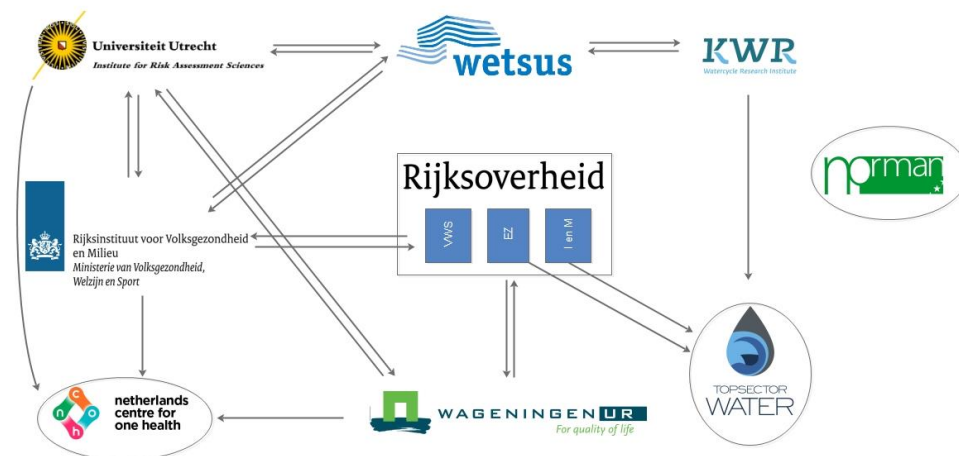 Universiteit Utrecht
Institute for Risk Assessment Sciences
wetsus
KWR
Watercycle Research Institute
norman
Rijksoverheid
VWS
EZ
I en M
Rijksinstituut voor Volksgezondheid
en Milieu
Ministerie van Volksgezondheid,
Welzijn en Sport
TOPSECTOR
WATER
n c o h
netherlands
centre for
one health
WAGENINGEN UR
For quality of life